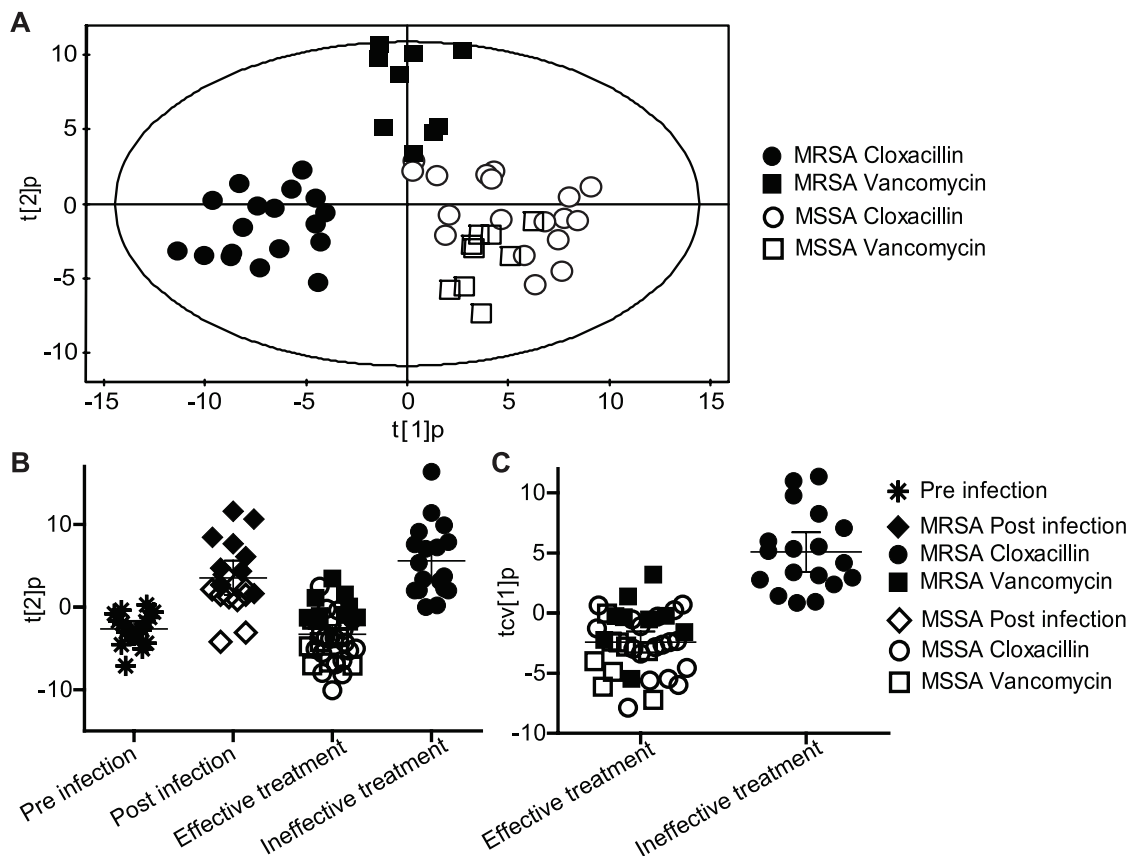 A
t[2]p
10
5
0
-5
-10
-15
-10
-5
0
5
10
15
t[1]p
MRSA Cloxacillin
MRSA Vancomycin
MSSA Cloxacillin
MSSA Vancomycin
B
t[2]p
10
0
-10
Pre infection
Post infection
Effective treatment
Ineffective treatment
C
tcv[1]p
10
5
0
-5
-10
Effective treatment
Ineffective treatment
Pre infection
MRSA Post infection
MRSA Cloxacillin
MRSA Vancomycin
MSSA Post infection
MSSA Cloxacillin
MSSA Vancomycin